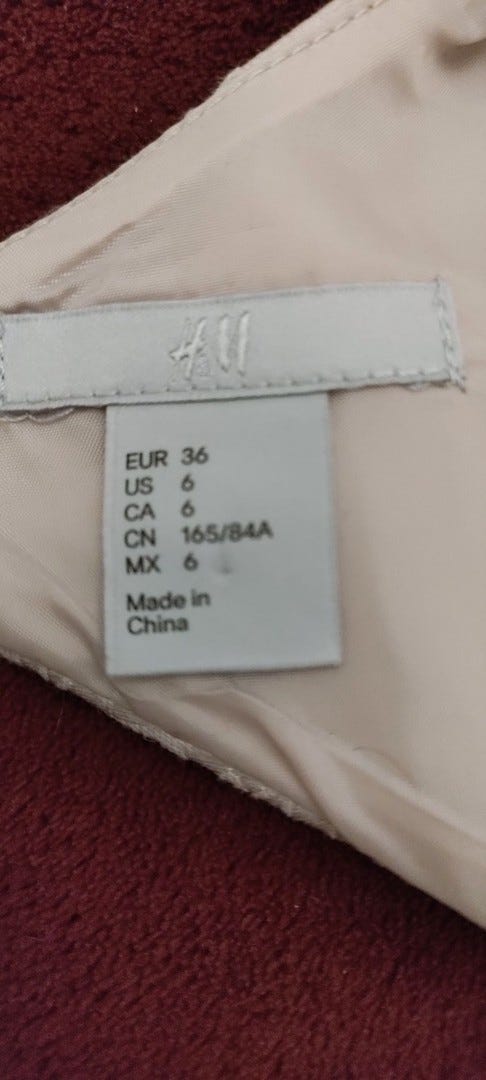 H&M
EUR 36
US 6
CA 6
CN 165/84A
MX 6
Made in
China